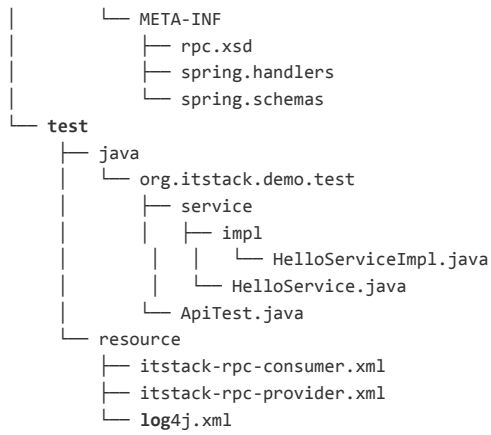 │           └── META-INF
│               ├── rpc.xsd
│               ├── spring.handlers
│               └── spring.schemas
└── test
     ├── java
     │   └── org.itstack.demo.test
     │       ├── service
     │       │   ├── impl
     │       │   │   └── HelloServiceImpl.java
     │       │   └── HelloService.java
     │       └── ApiTest.java
     └── resource
         ├── itstack-rpc-consumer.xml
         ├── itstack-rpc-provider.xml
         └── log4j.xml